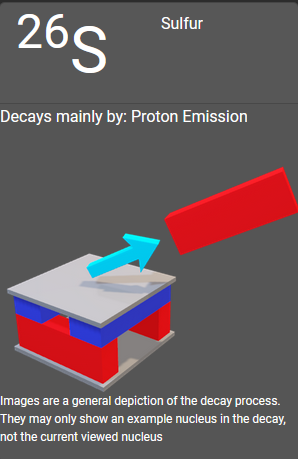 26S
Sulfur
Decays mainly by: Proton Emission
Images are a general depiction of the decay process.
They may only show an example nucleus in the decay,
not the current viewed nucleus